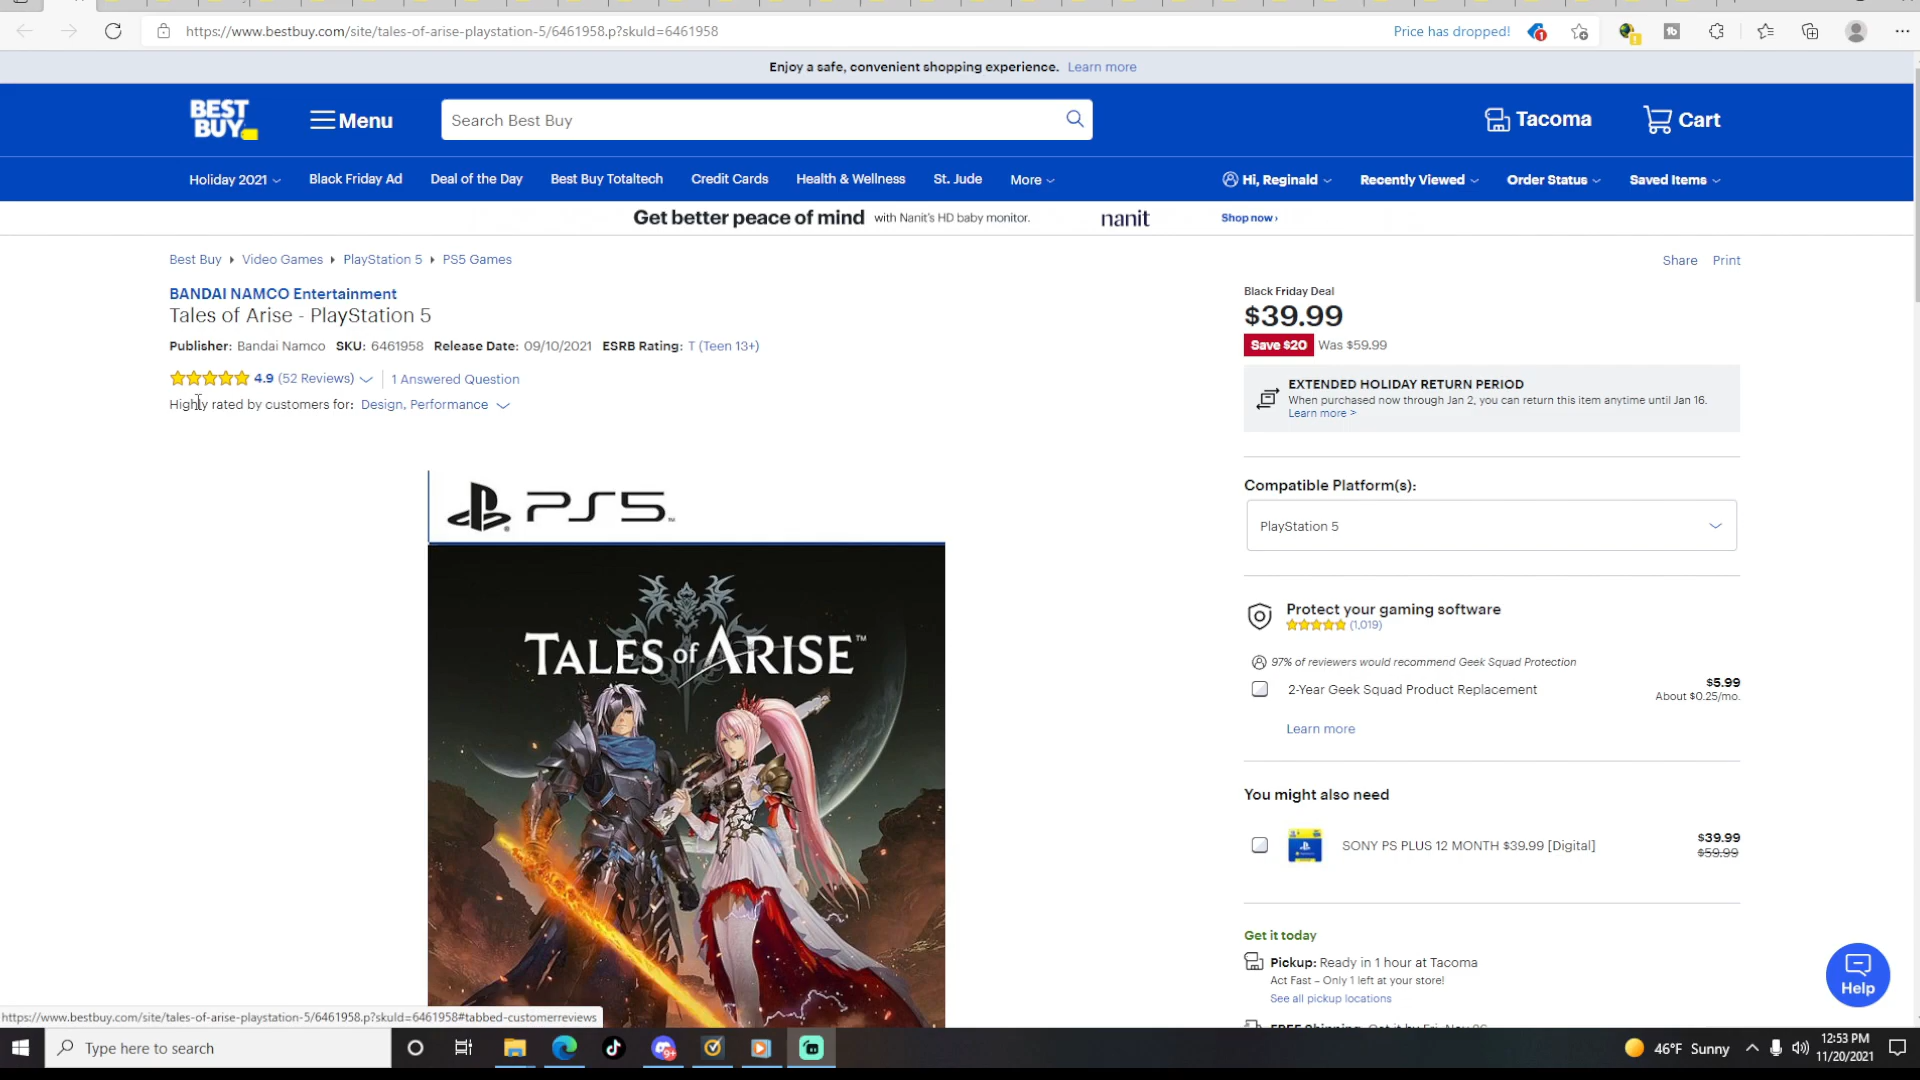 https://www.bestbuy.com/site/tales-of-arise-playstation-5/6461958.p?skuId=6461958
Price has dropped!
1
Enjoy a safe, convenient shopping experience. Learn more
BEST BUY
Menu
Search Best Buy
Tacoma
Cart
Holiday 2021
Black Friday Ad
Deal of the Day
Best Buy Totaltech
Credit Cards
Health & Wellness
St. Jude
More
Hi, Reginald
Recently Viewed
Order Status
Saved Items
Get better peace of mind with Nanit's HD baby monitor. nanit Shop now ›
Best Buy
Video Games
PlayStation 5
PS5 Games
Share Print
BANDAI NAMCO Entertainment
Tales of Arise - PlayStation 5
Publisher: Bandai Namco SKU: 6461958 Release Date: 09/10/2021 ESRB Rating: T (Teen 13+)
4.9 (52 Reviews) 1 Answered Question
Highly rated by customers for: Design, Performance
PS5™
TALES of ARISE™
Black Friday Deal
$39.99
Save $20 Was $59.99
EXTENDED HOLIDAY RETURN PERIOD
When purchased now through Jan 2, you can return this item anytime until Jan 16.
Learn more >
Compatible Platform(s):
PlayStation 5
Protect your gaming software
(1,019)
97% of reviewers would recommend Geek Squad Protection
2-Year Geek Squad Product Replacement
$5.99
About $0.25/mo.
Learn more
You might also need
SONY PS PLUS 12 MONTH $39.99 [Digital]
$39.99
$59.99
Get it today
Pickup: Ready in 1 hour at Tacoma
Act Fast – Only 1 left at your store!
See all pickup locations
Help
https://www.bestbuy.com/site/tales-of-arise-playstation-5/6461958.p?skuId=6461958#tabbed-customerreviews
Type here to search
9+
46°F Sunny
12:53 PM
11/20/2021